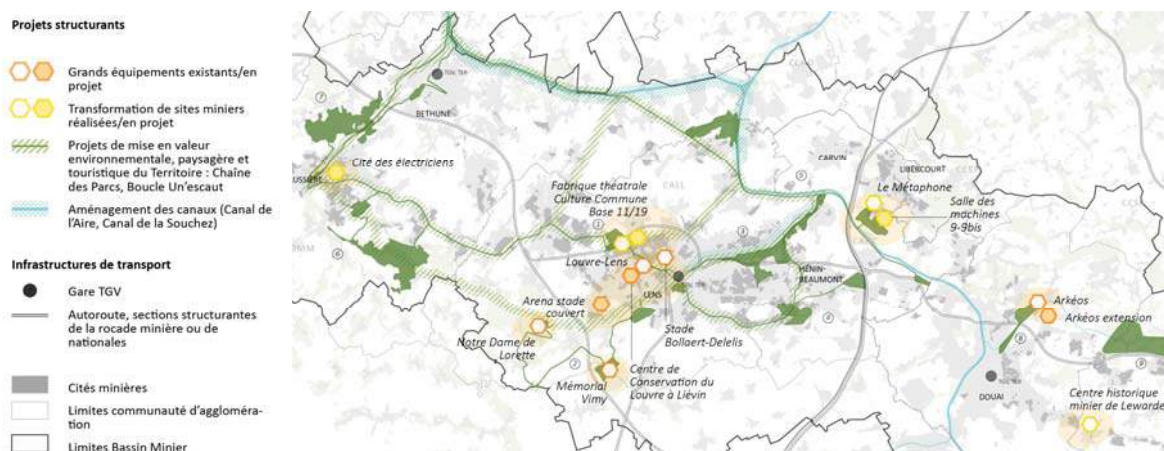 Projets structurants
Grands équipements existants/en
projet
Transformation de sites miniers
réalisées/en projet
Projets de mise en valeur
environnementale, paysagère et
touristique du Territoire : Chaîne
des Parcs, Boucle Un'escaut
Aménagement des canaux (Canal de
l'Aire, Canal de la Souchez)
Infrastructures de transport
Gare TGV
Autoroute, sections structurantes
de la rocade minière ou de
nationales
Cités minières
Limites communauté d'aggloméra-
tion
Limites Bassin Minier
BETHUNE
Cité des électriciens
Fabrique théatrale
Culture Commune
Base 11/19
CALL
Louvre-Lens
LENS
Arena stade
couvert
Notre Dame de
Lorette
Mémorial
Vimy
Centre de
Conservation du
Louvre à Liévin
Stade
Bollaert-Delelis
CARVIN
LIBERCOURT
Le Métaphone
Salle des
machines
9-9bis
HÉNIN-
BEAUMONT
Arkéos
Arkéos extension
DOUAI
Centre historique
minier de Lewarde